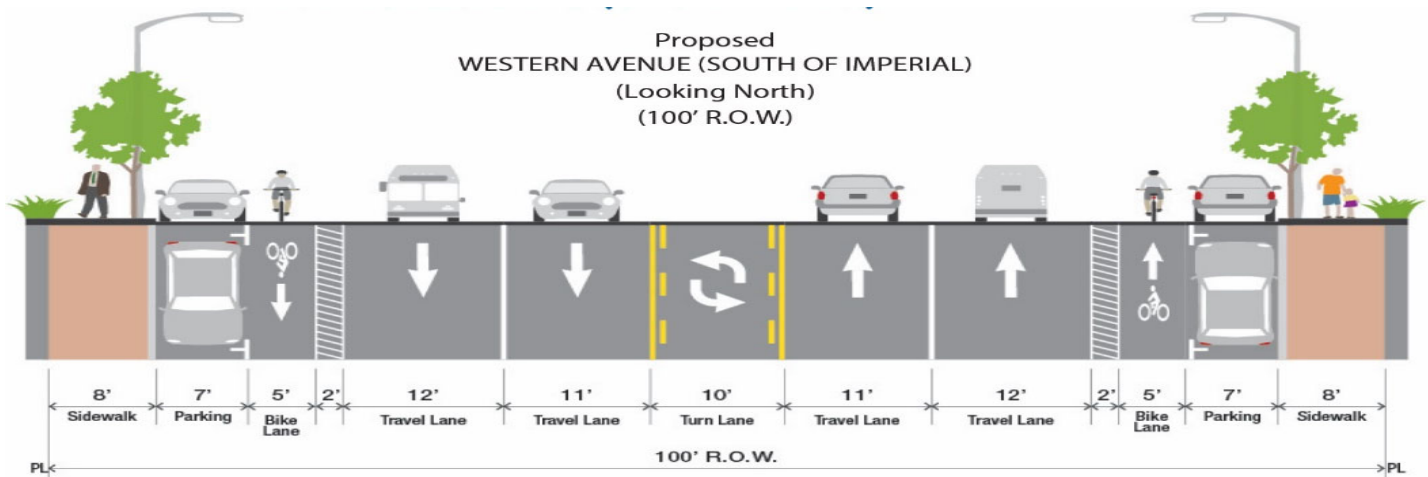 Proposed
WESTERN AVENUE (SOUTH OF IMPERIAL)
(Looking North)
(100' R.O.W.)
8' 7' 5' 2' 12' 11' 10' 11' 12' 2' 5' 7' 8'
Sidewalk Parking Bike Lane Travel Lane Travel Lane Turn Lane Travel Lane Travel Lane Bike Lane Parking Sidewalk
PL 100' R.O.W. PL